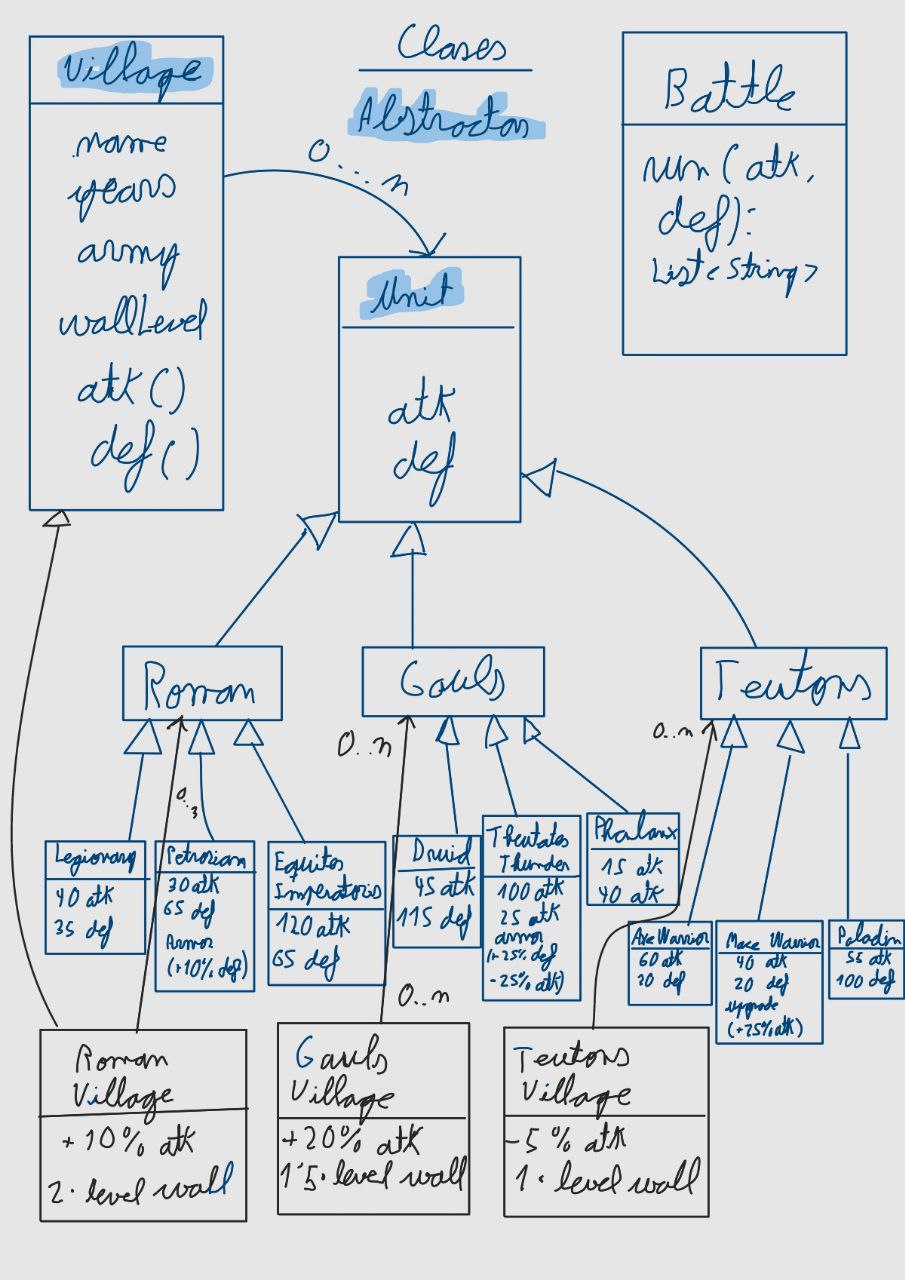 Clases
Abstractas
Village
name
years
army
wallLevel
atk()
def()
0...n
Unit
atk
def
Battle
run(atk,
def):
List<String>
Roman
Gauls
Teutons
0..3
0..n
0..n
Legionary
40 atk
35 def
Petrorian
30 atk
65 def
Armor
(+10% def)
Equites
Imperatoris
120 atk
65 def
Druid
45 atk
115 def
Theutates
Thunder
100 atk
25 atk
armor
(+25% def
-25% atk)
Phalanx
15 atk
40 atk
Axe Warrior
60 atk
30 def
Mace Warrior
40 atk
20 def
upgrade
(+25% atk)
Paladin
55 atk
100 def
0..n
Roman
Village
+10% atk
2· level wall
Gauls
Village
+20% atk
1'5· level wall
Teutons
Village
-5% atk
1· level wall